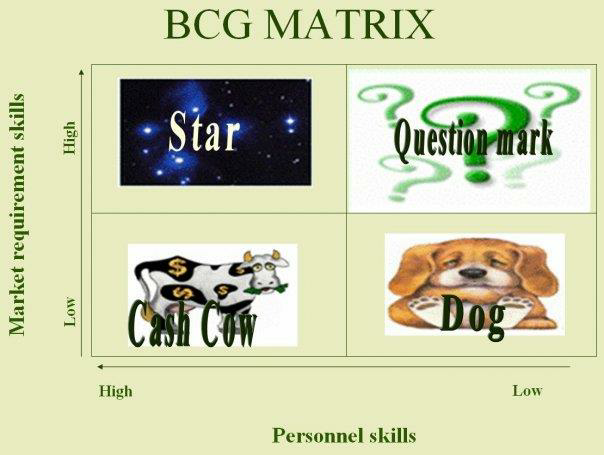 BCG MATRIX
Market requirement skills
High
Star
Question mark
Low
$ $ $
Cash Cow
Dog
High
Low
Personnel skills